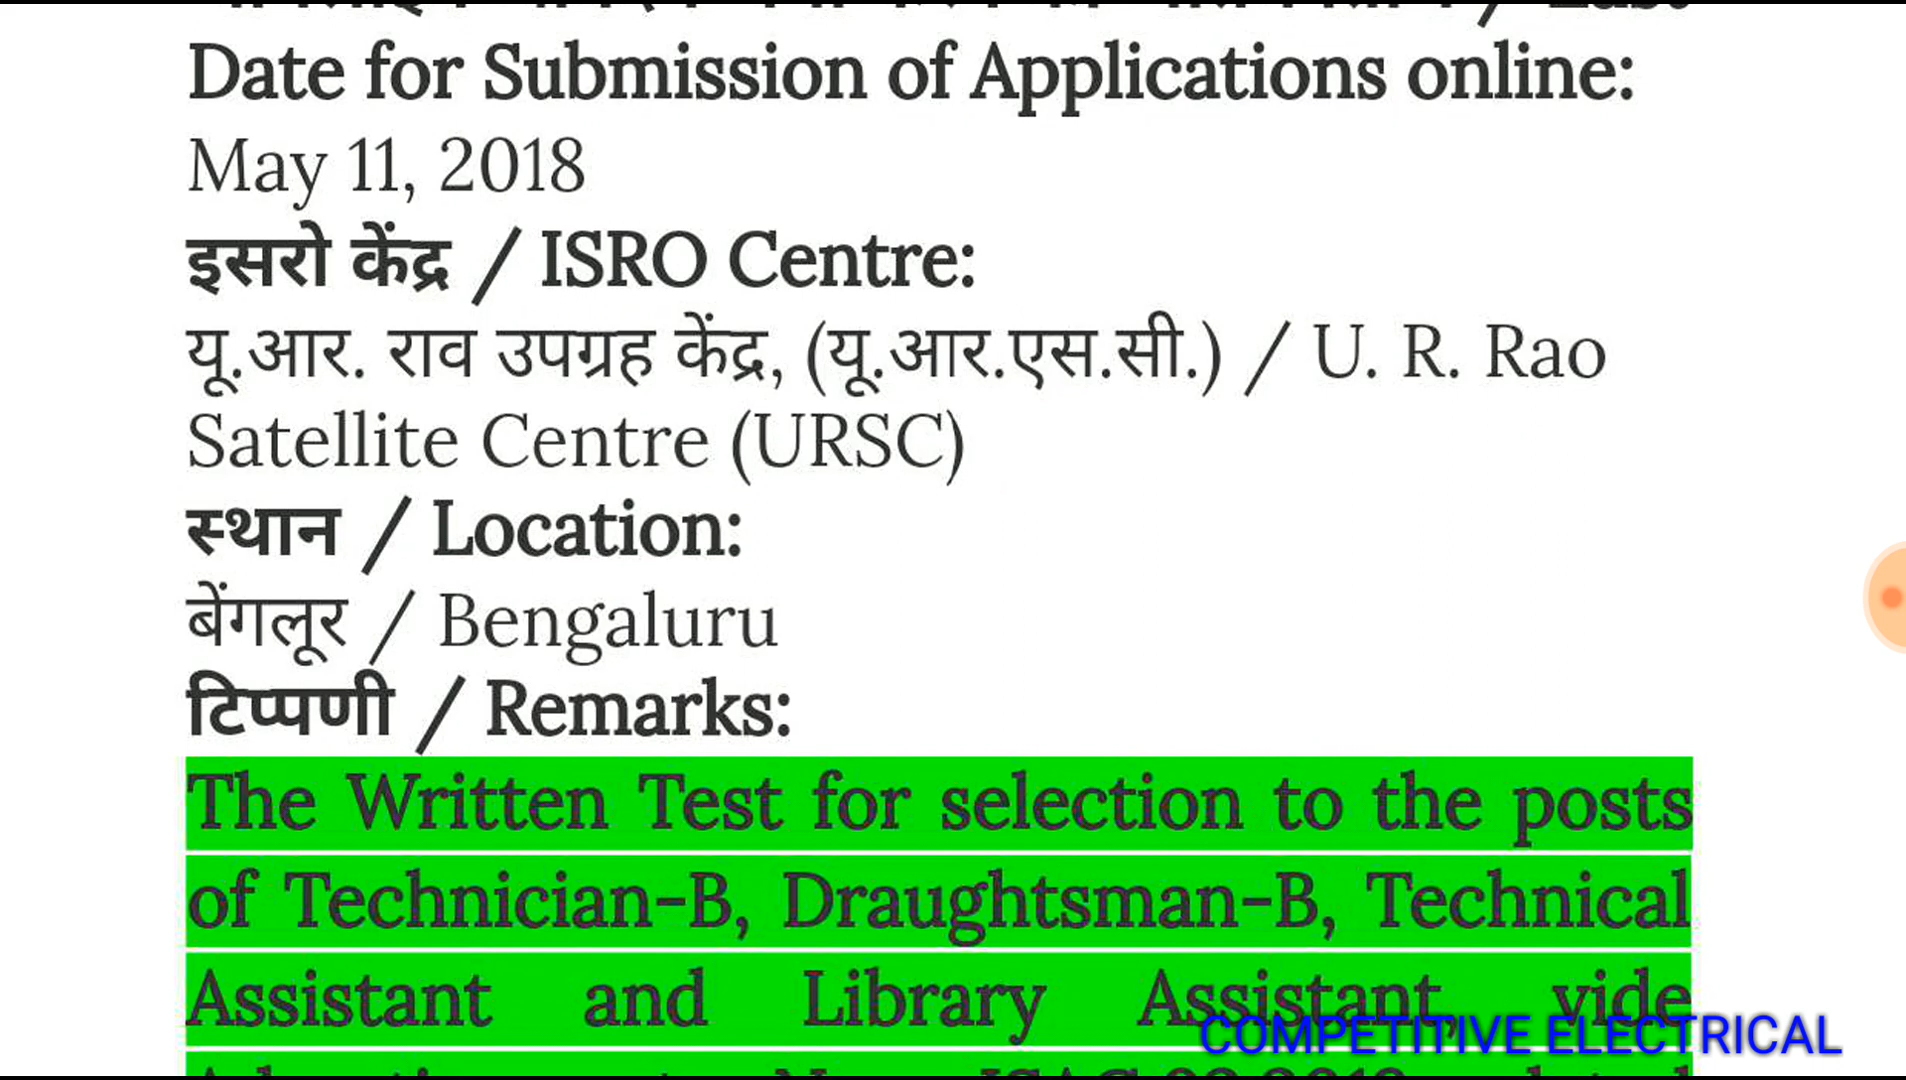 Date for Submission of Applications online:
May 11, 2018
इसरो केंद्र / ISRO Centre:
यू.आर. राव उपग्रह केंद्र, (यू.आर.एस.सी.) / U. R. Rao
Satellite Centre (URSC)
स्थान / Location:
बेंगलूर / Bengaluru
टिप्पणी / Remarks:
The Written Test for selection to the posts
of Technician-B, Draughtsman-B, Technical
Assistant and Library Assistant, vide
COMPETITIVE ELECTRICAL